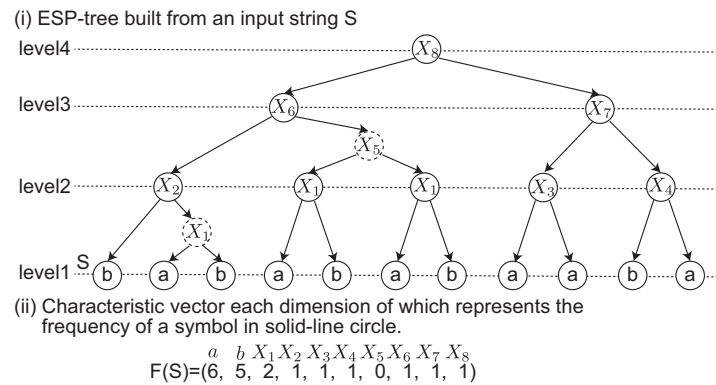 (i) ESP-tree built from an input string S
level4 X8
level3 X6 X7
X5
level2 X2 X1 X1 X3 X4
X1
level1 S b a b a b a b a a b a
(ii) Characteristic vector each dimension of which represents the
frequency of a symbol in solid-line circle.
a b X1 X2 X3 X4 X5 X6 X7 X8
F(S)=(6, 5, 2, 1, 1, 1, 0, 1, 1, 1)